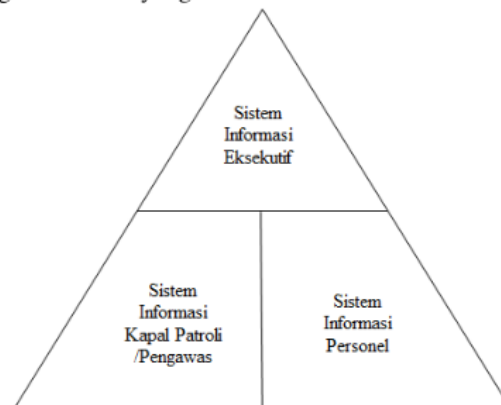 Sistem
Informasi
Eksekutif
Sistem
Informasi
Kapal Patroli
/Pengawas
Sistem
Informasi
Personel